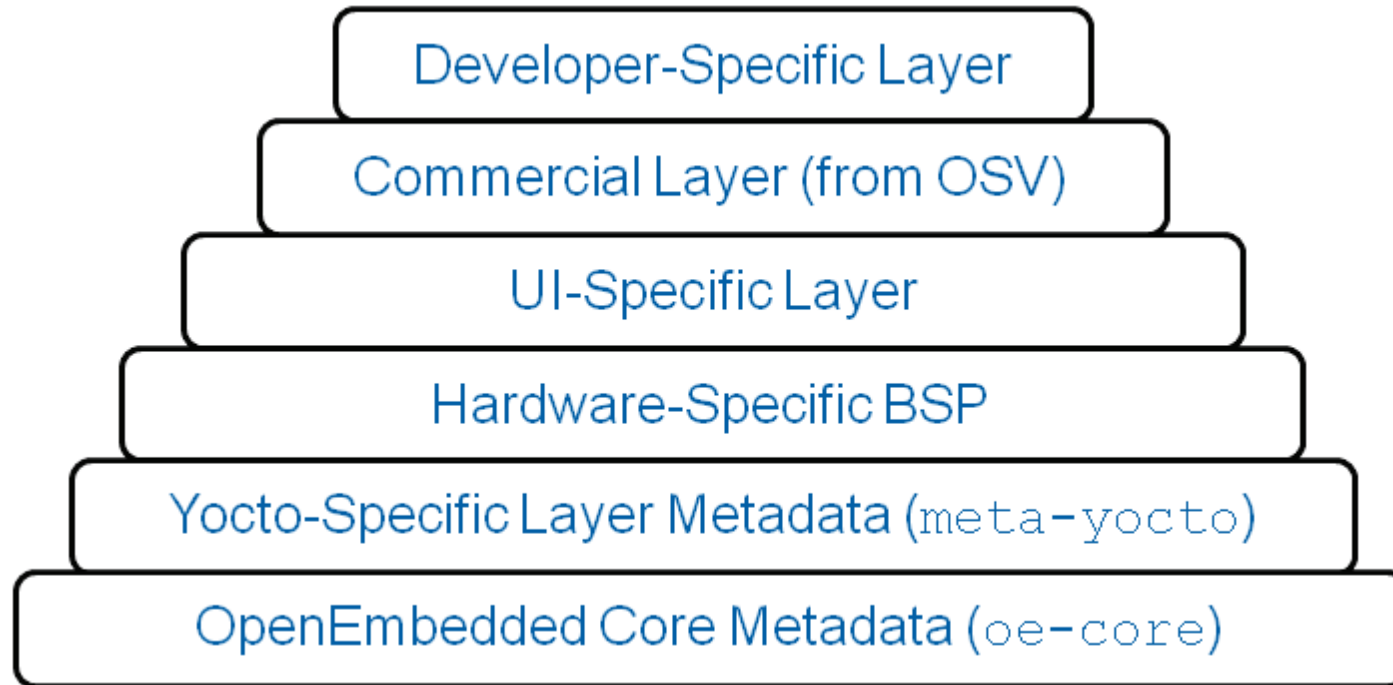 Developer-Specific Layer
Commercial Layer (from OSV)
UI-Specific Layer
Hardware-Specific BSP
Yocto-Specific Layer Metadata (meta-yocto)
OpenEmbedded Core Metadata (oe-core)